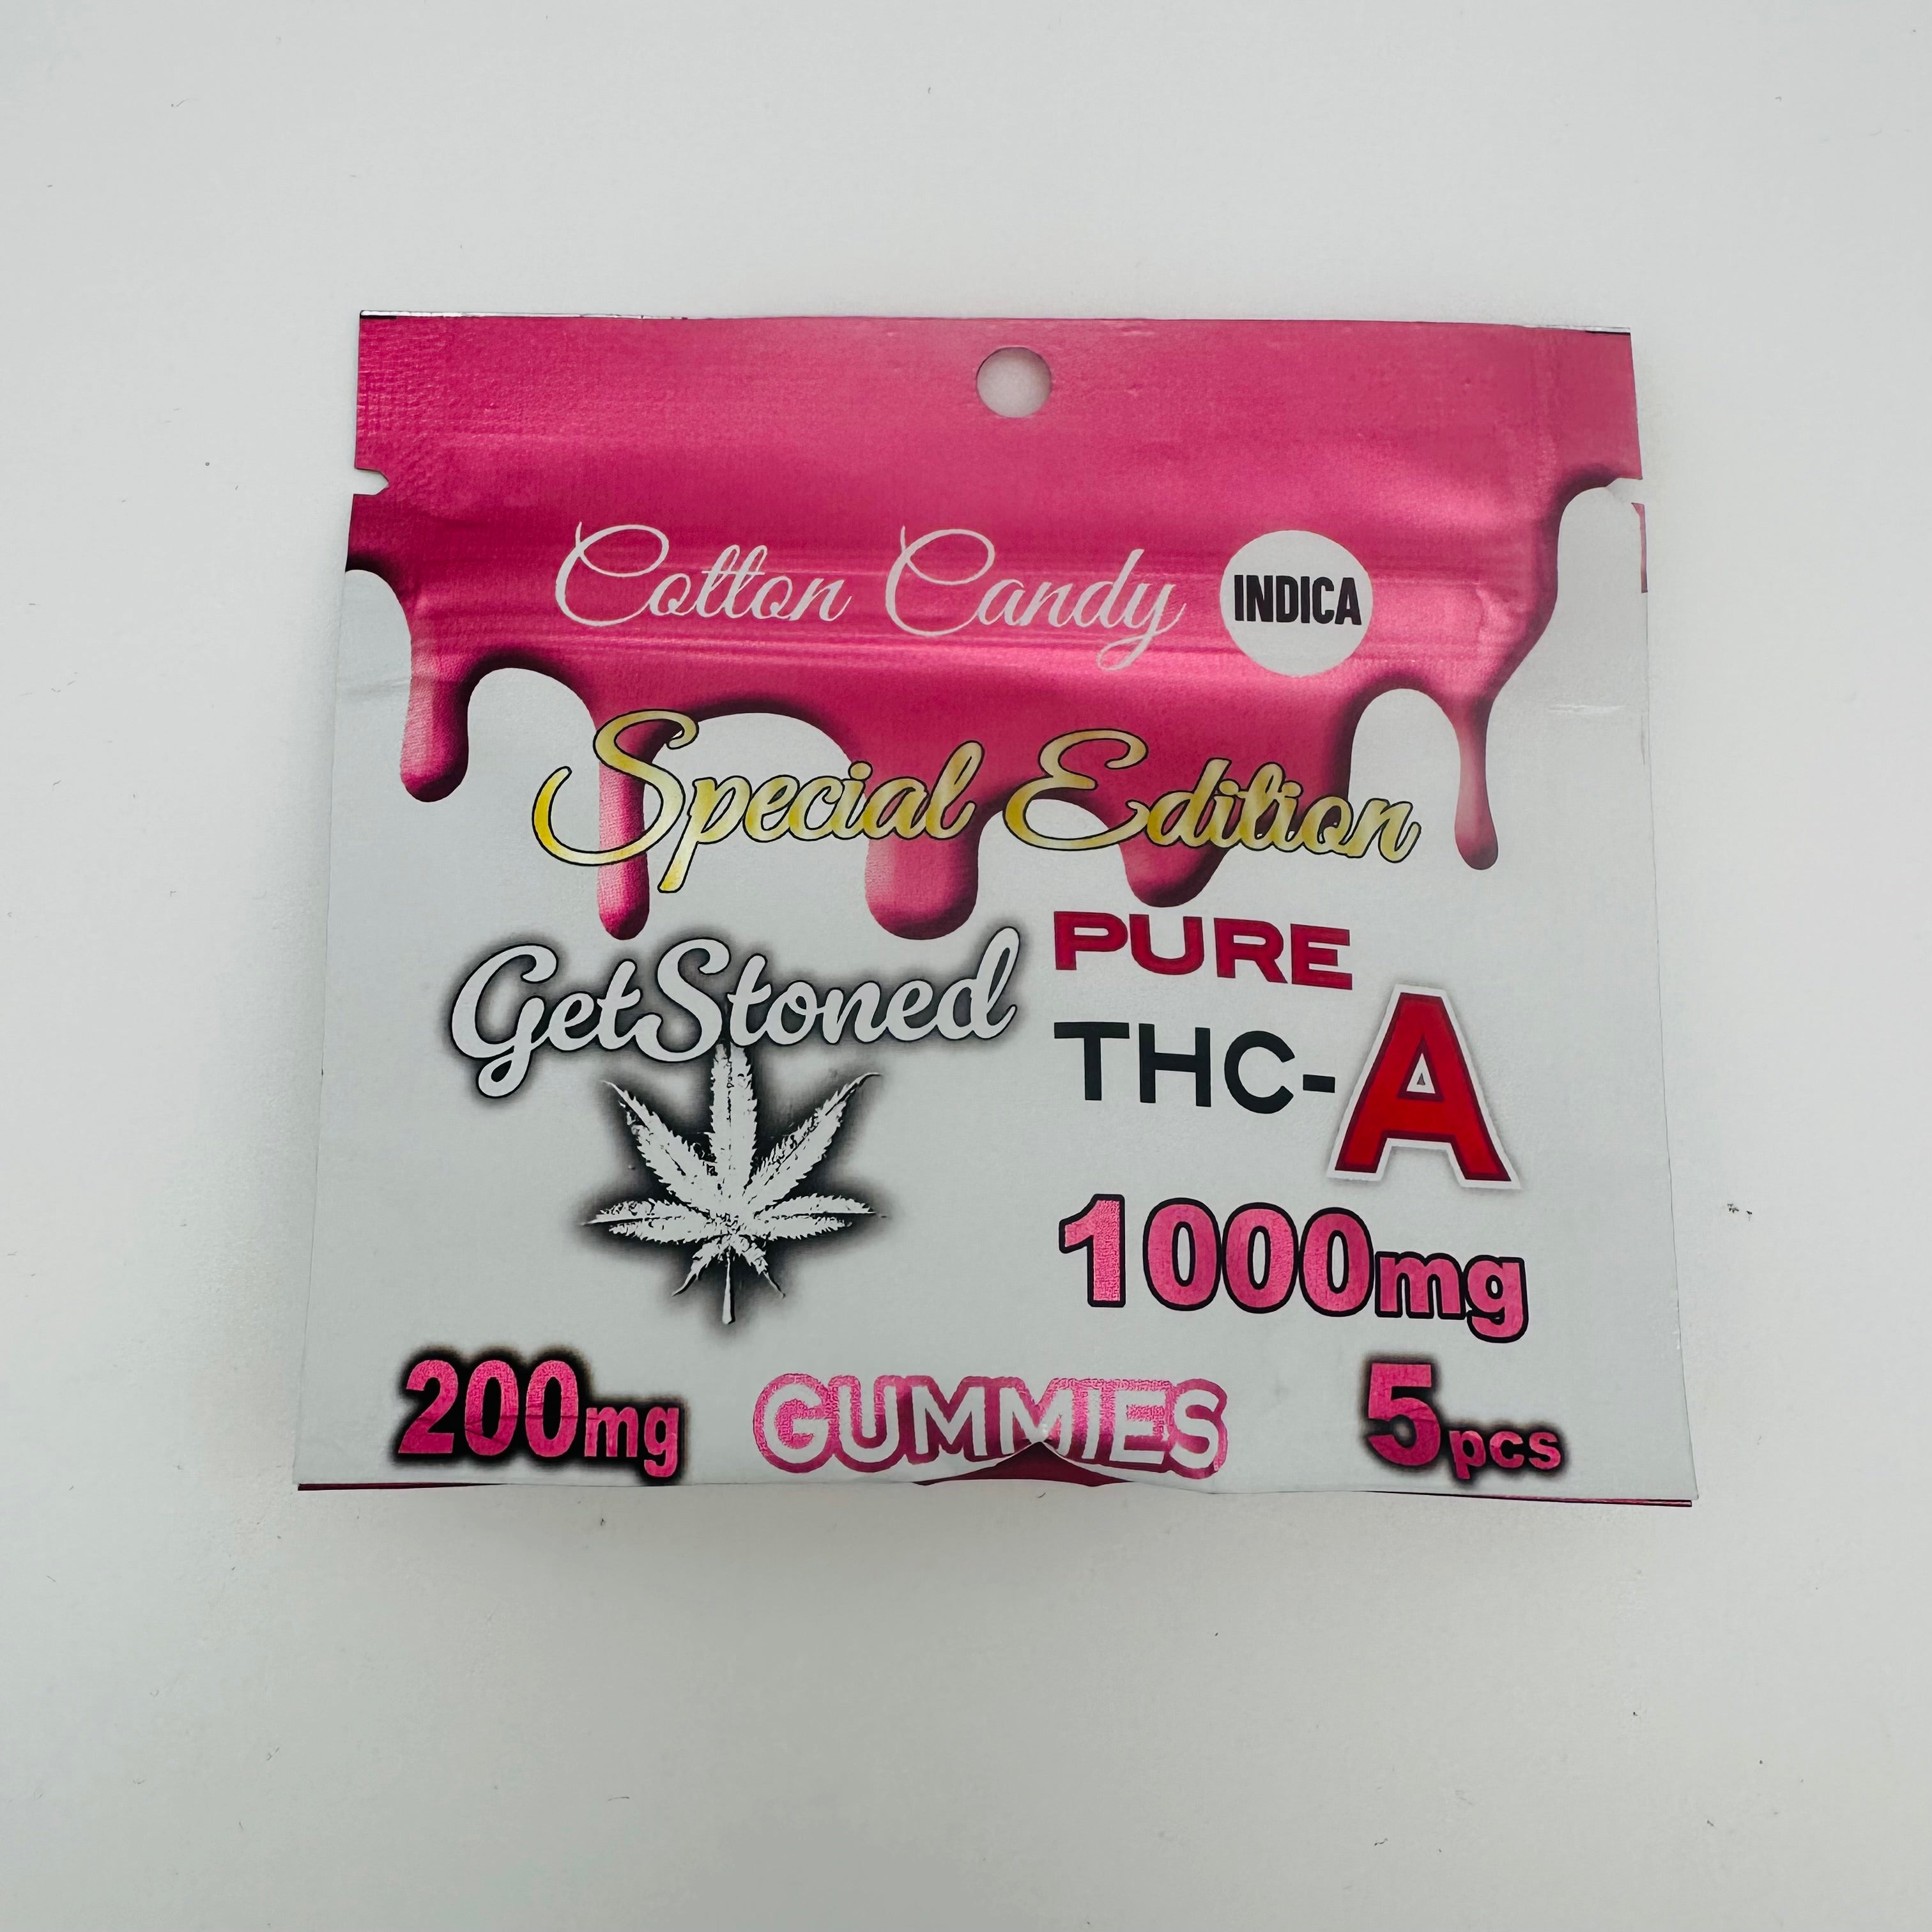 Cotton Candy INDICA
Special Edition
GetStoned
PURE
THC-A
1000mg
200mg GUMMIES 5pcs